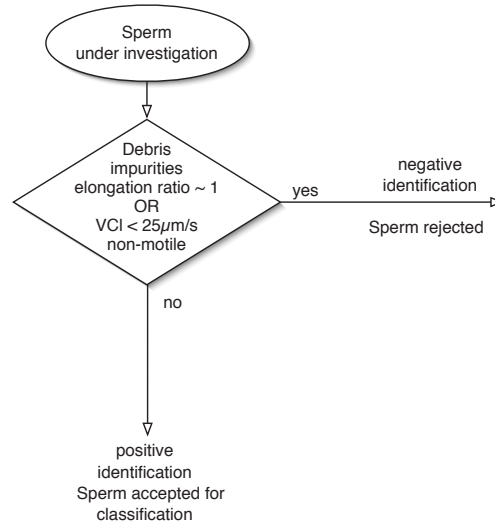 Sperm
under investigation
Debris
impurities
elongation ratio ~ 1
OR
VCl < 25µm/s
non-motile
yes
negative
identification
Sperm rejected
no
positive
identification
Sperm accepted for
classification